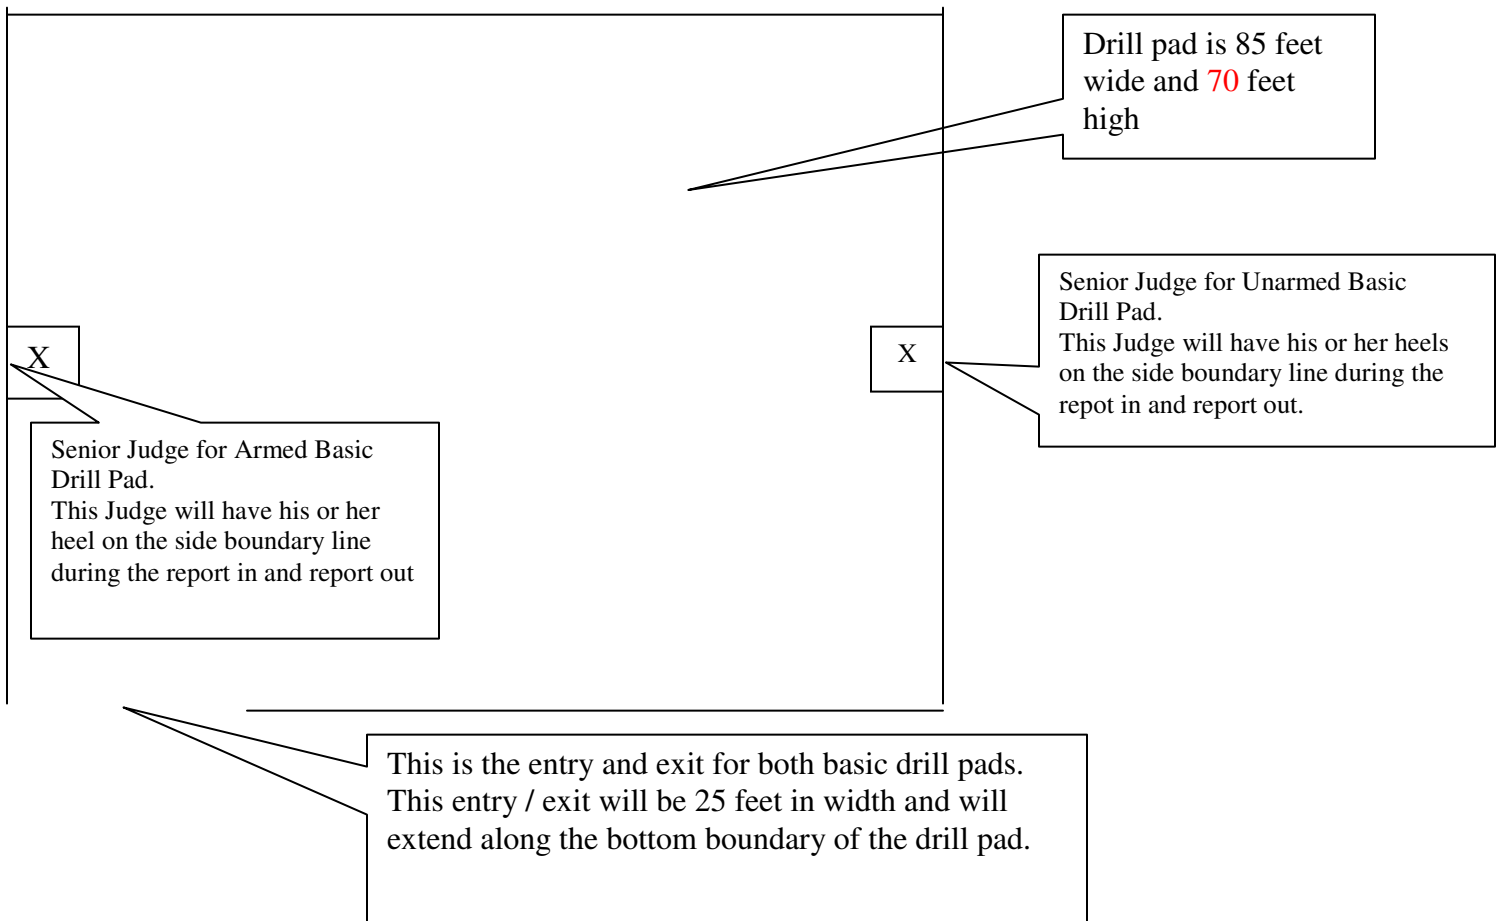 Drill pad is 85 feet
wide and 70 feet
high
Senior Judge for Unarmed Basic
Drill Pad.
This Judge will have his or her heels
on the side boundary line during the
repot in and report out.
X
X
Senior Judge for Armed Basic
Drill Pad.
This Judge will have his or her
heel on the side boundary line
during the report in and report out
This is the entry and exit for both basic drill pads.
This entry / exit will be 25 feet in width and will
extend along the bottom boundary of the drill pad.